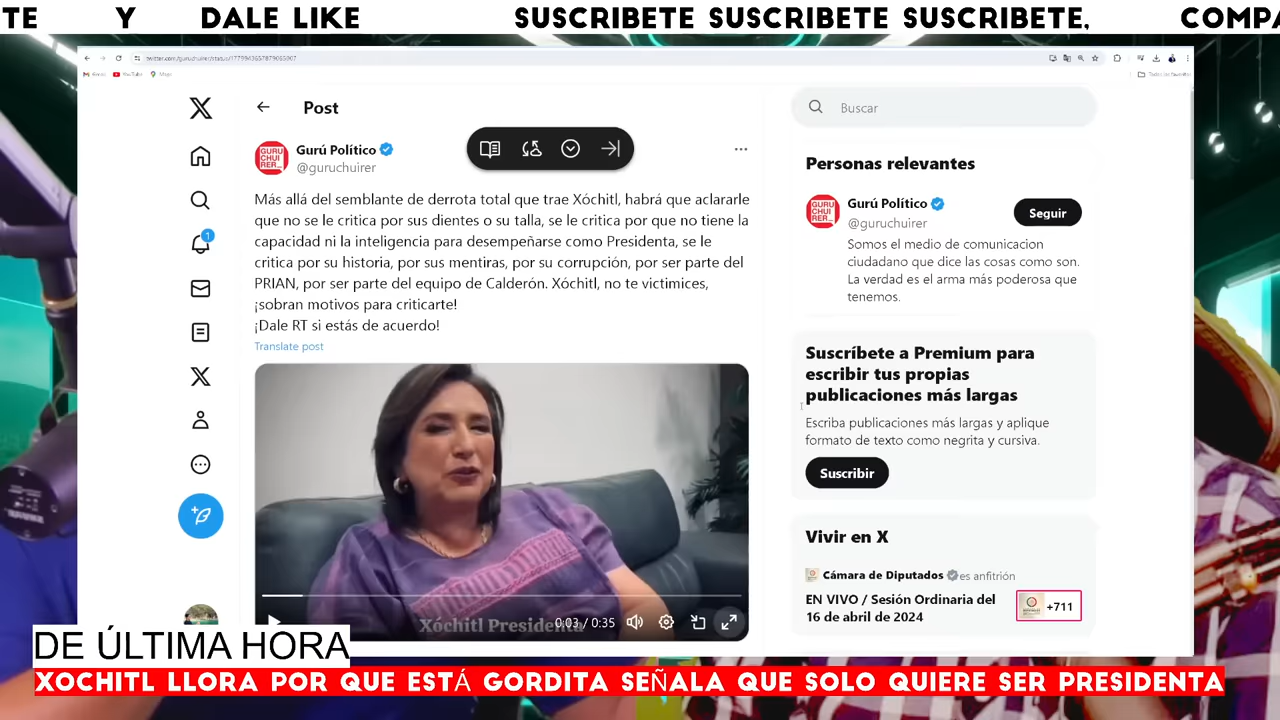 TE Y DALE LIKE SUSCRIBETE SUSCRIBETE SUSCRIBETE, COMPA
Post
Buscar
Gurú Político
@guruchuirer
Más allá del semblante de derrota total que trae Xóchitl, habrá que aclararle
que no se le critica por sus dientes o su talla, se le critica por que no tiene la
capacidad ni la inteligencia para desempeñarse como Presidenta, se le
critica por su historia, por sus mentiras, por su corrupción, por ser parte del
PRIAN, por ser parte del equipo de Calderón. Xóchitl, no te victimices,
¡sobran motivos para criticarte!
¡Dale RT si estás de acuerdo!
Translate post
Xóchitl Presidenta
0:03 / 0:35
1
Personas relevantes
GURU
CHUI
RER_
Gurú Político
@guruchuirer
Seguir
Somos el medio de comunicacion
ciudadano que dice las cosas como son.
La verdad es el arma más poderosa que
tenemos.
Suscríbete a Premium para
escribir tus propias
publicaciones más largas
Escriba publicaciones más largas y aplique
formato de texto como negrita y cursiva.
Suscribir
Vivir en X
Cámara de Diputados es anfitrión
EN VIVO / Sesión Ordinaria del
16 de abril de 2024
+711
DE ÚLTIMA HORA
XOCHITL LLORA POR QUE ESTÁ GORDITA SEÑALA QUE SOLO QUIERE SER PRESIDENTA